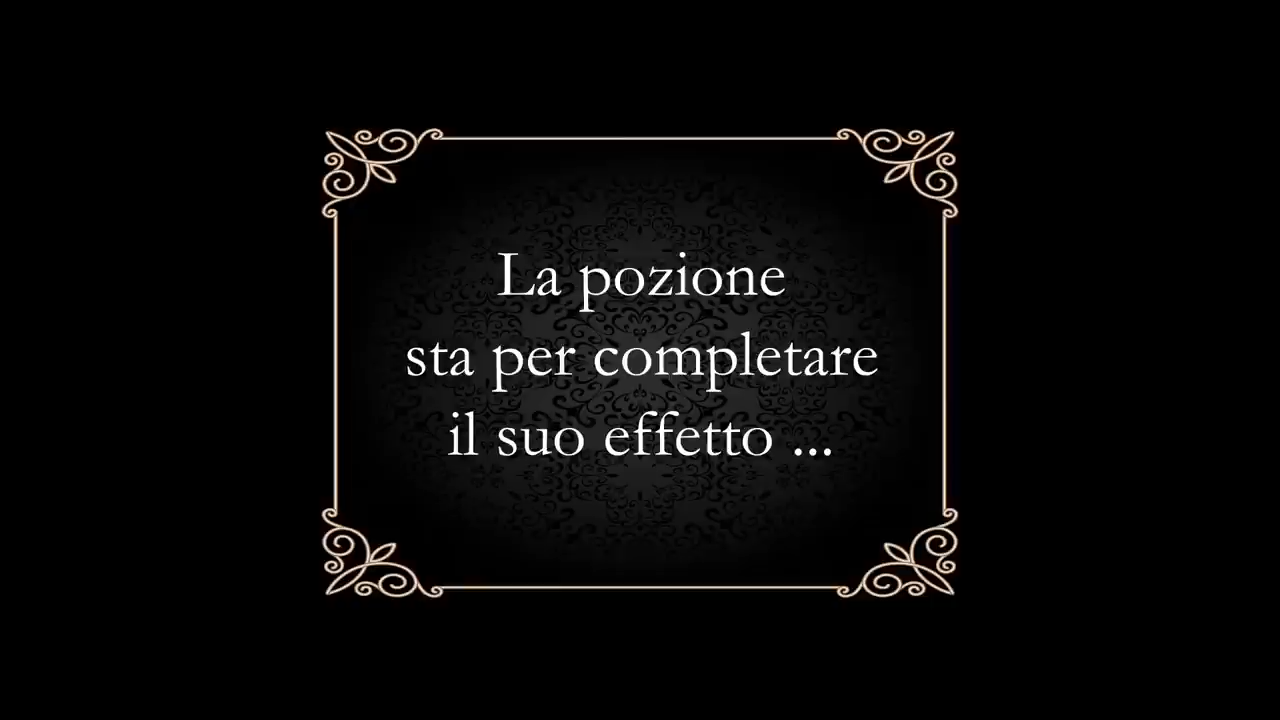 La pozione
sta per completare
il suo effetto ...